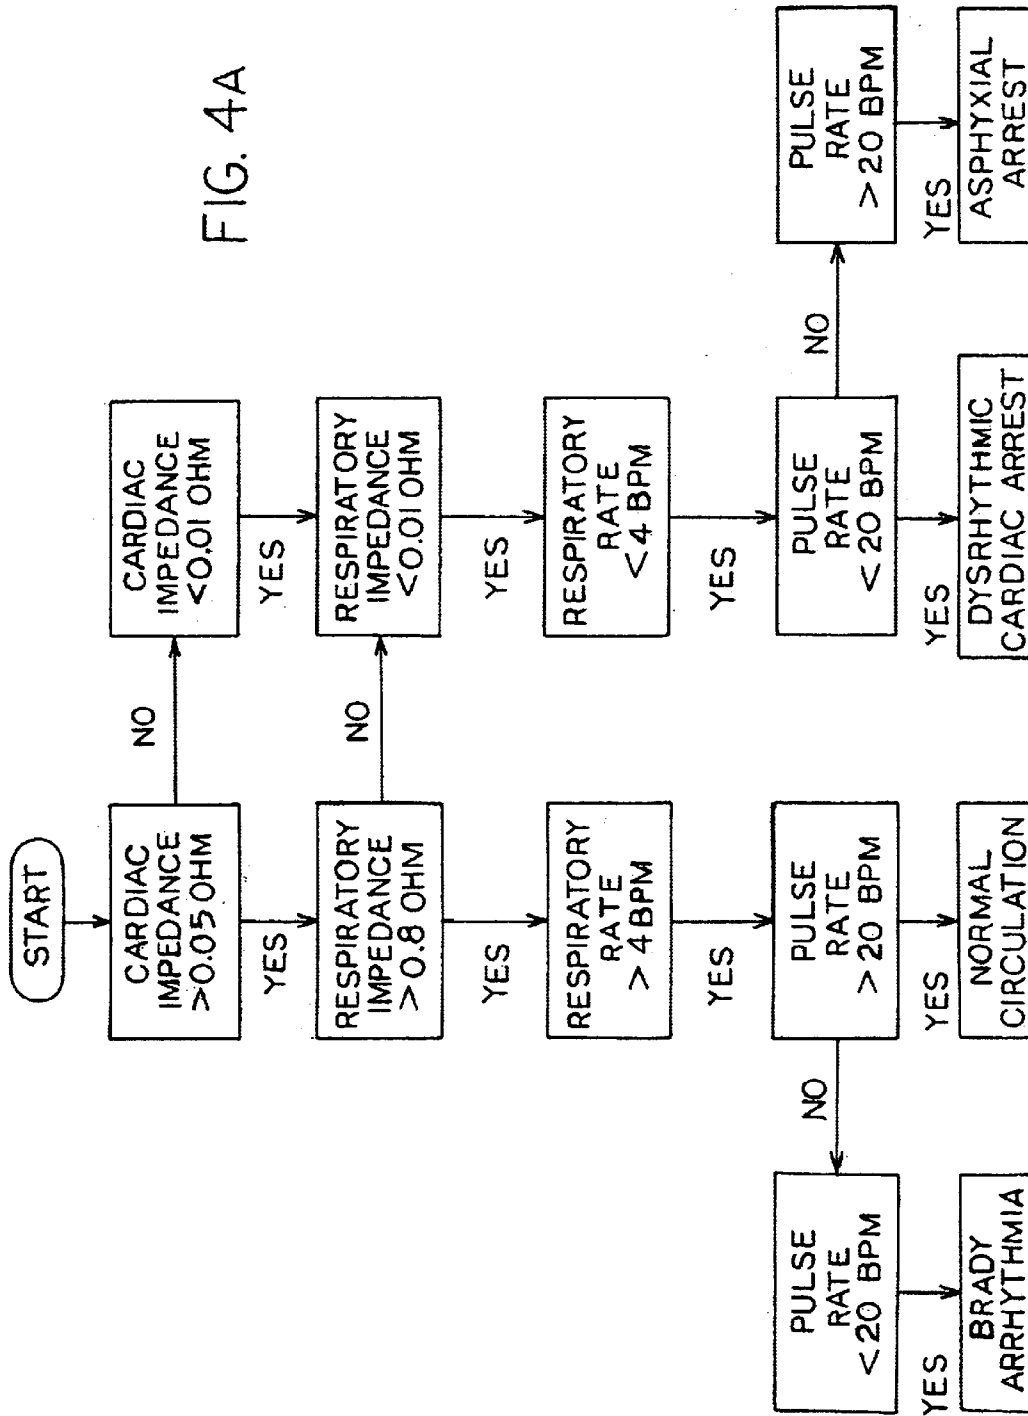 FIG. 4A
START
CARDIAC
IMPEDANCE
>0.05 OHM
NO
CARDIAC
IMPEDANCE
<0.01 OHM
YES
YES
RESPIRATORY
IMPEDANCE
>0.8 OHM
NO
RESPIRATORY
IMPEDANCE
<0.01 OHM
YES
YES
RESPIRATORY
RATE
>4BPM
RESPIRATORY
RATE
<4 BPM
YES
YES
PULSE
RATE
<20 BPM
NO
PULSE
RATE
>20 BPM
PULSE
RATE
<20 BPM
NO
PULSE
RATE
>20 BPM
YES
YES
YES
YES
BRADY
ARRHYTHMIA
NORMAL
CIRCULATION
DYSRHYTHMIC
CARDIAC ARREST
ASPHYXIAL
ARREST